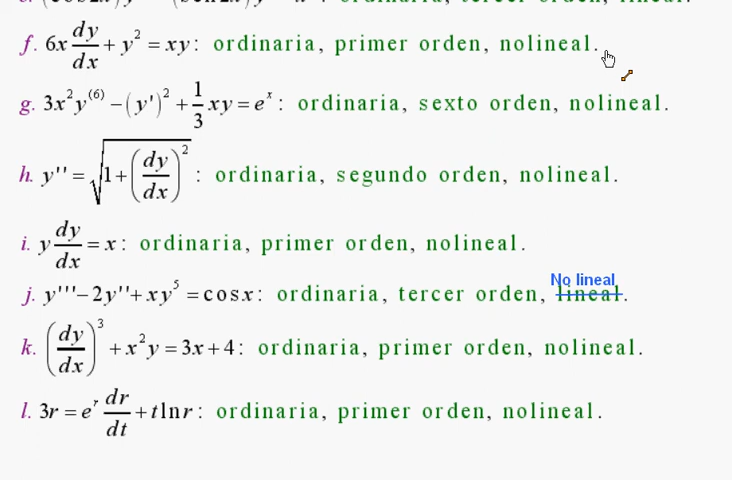 f. 6x dy/dx + y² = xy: ordinaria, primer orden, nolineal.
g. 3x²y⁽⁶⁾ − (y')² + 1/3 xy = eˣ: ordinaria, sexto orden, nolineal.
h. y'' = √(1 + (dy/dx)²) : ordinaria, segundo orden, nolineal.
i. y dy/dx = x: ordinaria, primer orden, nolineal.
No lineal
j. y''' − 2y'' + xy⁵ = cosx: ordinaria, tercer orden, lineal.
k. (dy/dx)³ + x²y = 3x + 4: ordinaria, primer orden, nolineal.
l. 3r = eʳ dr/dt + tlnr: ordinaria, primer orden, nolineal.